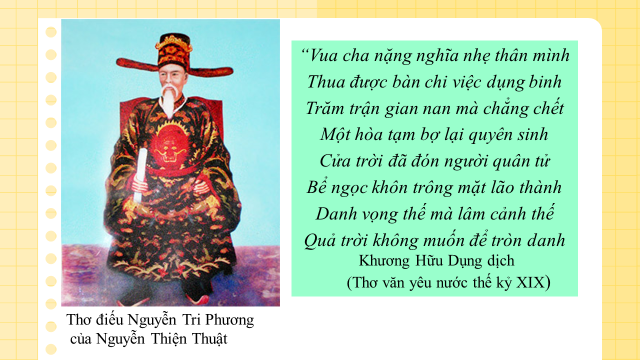 “Vua cha nặng nghĩa nhẹ thân mình
Thua được bàn chi việc dụng binh
Trăm trận gian nan mà chẳng chết
Một hòa tạm bợ lại quyên sinh
Cửa trời đã đón người quân tử
Bể ngọc khôn trông mặt lão thành
Danh vọng thế mà lâm cảnh thế
Quả trời không muốn để tròn danh
Khương Hữu Dụng dịch
(Thơ văn yêu nước thế kỷ XIX)
Thơ điếu Nguyễn Tri Phương
của Nguyễn Thiện Thuật